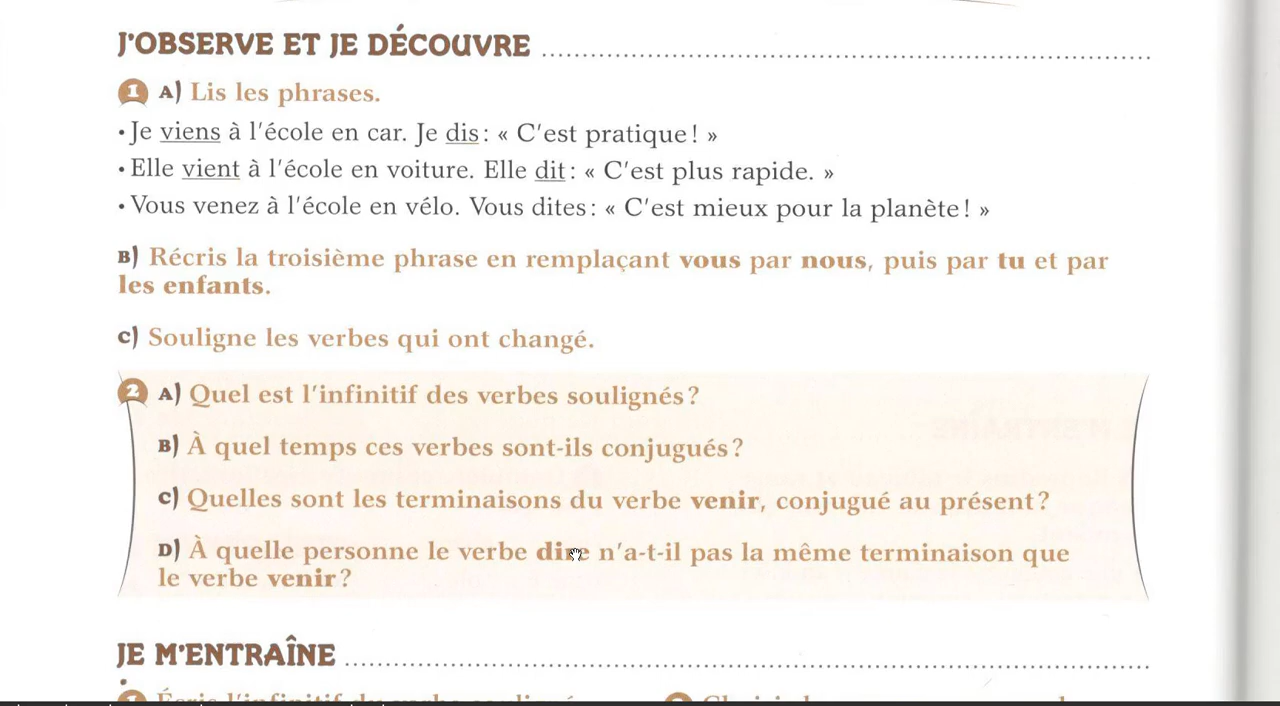 J'OBSERVE ET JE DÉCOUVRE
1 A) Lis les phrases.
• Je viens à l'école en car. Je dis : « C'est pratique ! »
• Elle vient à l'école en voiture. Elle dit : « C'est plus rapide. »
• Vous venez à l'école en vélo. Vous dites : « C'est mieux pour la planète ! »
B) Récris la troisième phrase en remplaçant vous par nous, puis par tu et par
les enfants.
C) Souligne les verbes qui ont changé.
2 A) Quel est l'infinitif des verbes soulignés ?
B) À quel temps ces verbes sont-ils conjugués ?
C) Quelles sont les terminaisons du verbe venir, conjugué au présent ?
D) À quelle personne le verbe dire n'a-t-il pas la même terminaison que
le verbe venir ?
JE M'ENTRAÎNE